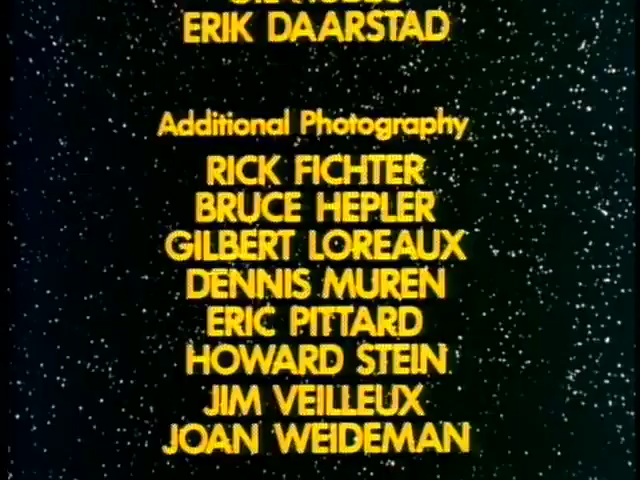 ERIK DAARSTAD
Additional Photography
RICK FICHTER
BRUCE HEPLER
GILBERT LOREAUX
DENNIS MUREN
ERIC PITTARD
HOWARD STEIN
JIM VEILLEUX
JOAN WEIDEMAN